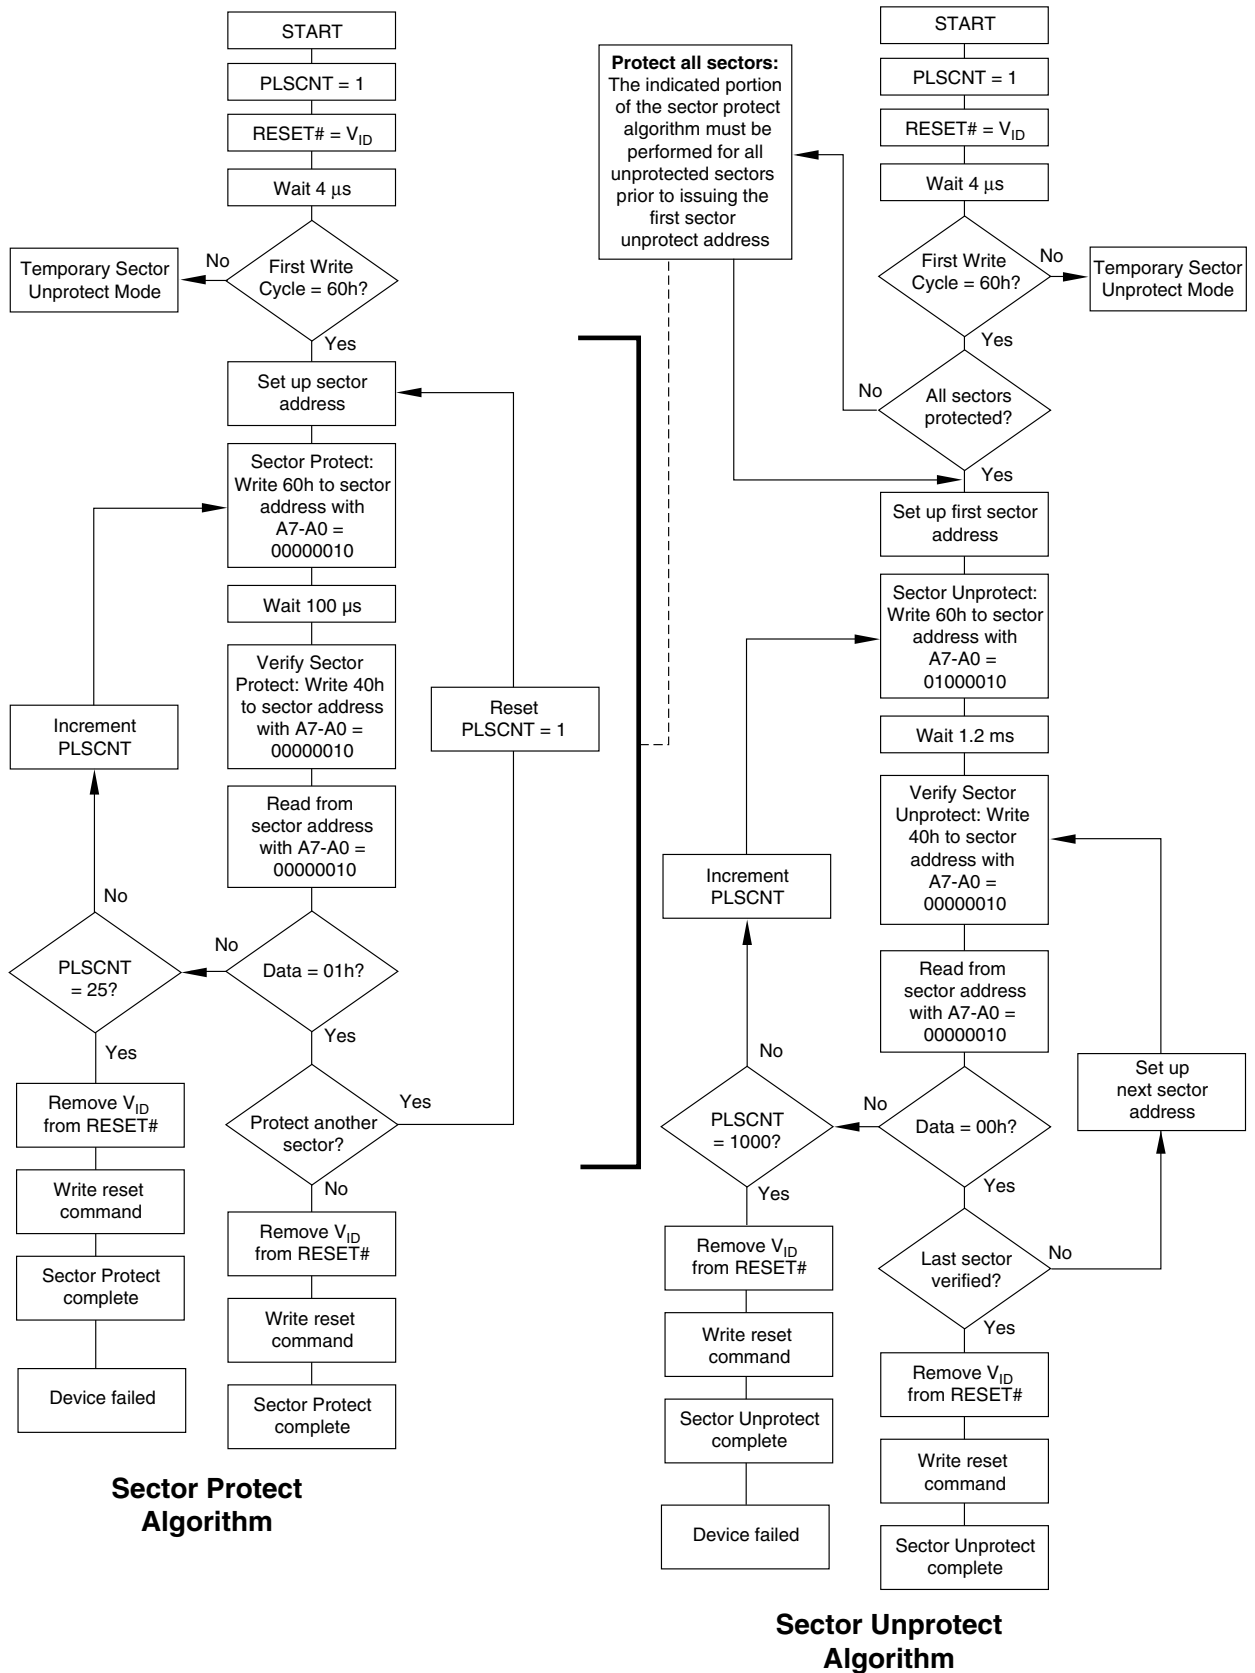 START
PLSCNT = 1
RESET# = VID
Wait 4 μs
First Write
Cycle = 60h?
No
Temporary Sector
Unprotect Mode
Yes
Set up sector
address
Sector Protect:
Write 60h to sector
address with
A7-A0 =
00000010
Wait 100 µs
Verify Sector
Protect: Write 40h
to sector address
with A7-A0 =
00000010
Increment
PLSCNT
Reset
PLSCNT = 1
Read from
sector address
with A7-A0 =
00000010
No
Data = 01h?
No
PLSCNT
= 25?
Yes
Yes
Protect another
sector?
Yes
No
Remove VID
from RESET#
Write reset
command
Sector Protect
complete
Device failed
Remove VID
from RESET#
Write reset
command
Sector Protect
complete
Sector Protect
Algorithm
Protect all sectors:
The indicated portion
of the sector protect
algorithm must be
performed for all
unprotected sectors
prior to issuing the
first sector
unprotect address
START
PLSCNT = 1
RESET# = VID
Wait 4 μs
First Write
Cycle = 60h?
No
Temporary Sector
Unprotect Mode
Yes
All sectors
protected?
No
Yes
Set up first sector
address
Sector Unprotect:
Write 60h to sector
address with
A7-A0 =
01000010
Wait 1.2 ms
Verify Sector
Unprotect: Write
40h to sector
address with
A7-A0 =
00000010
Increment
PLSCNT
Read from
sector address
with A7-A0 =
00000010
No
Set up
next sector
address
Data = 00h?
No
PLSCNT
= 1000?
Yes
Yes
Last sector
verified?
No
Yes
Remove VID
from RESET#
Write reset
command
Sector Unprotect
complete
Device failed
Remove VID
from RESET#
Write reset
command
Sector Unprotect
complete
Sector Unprotect
Algorithm